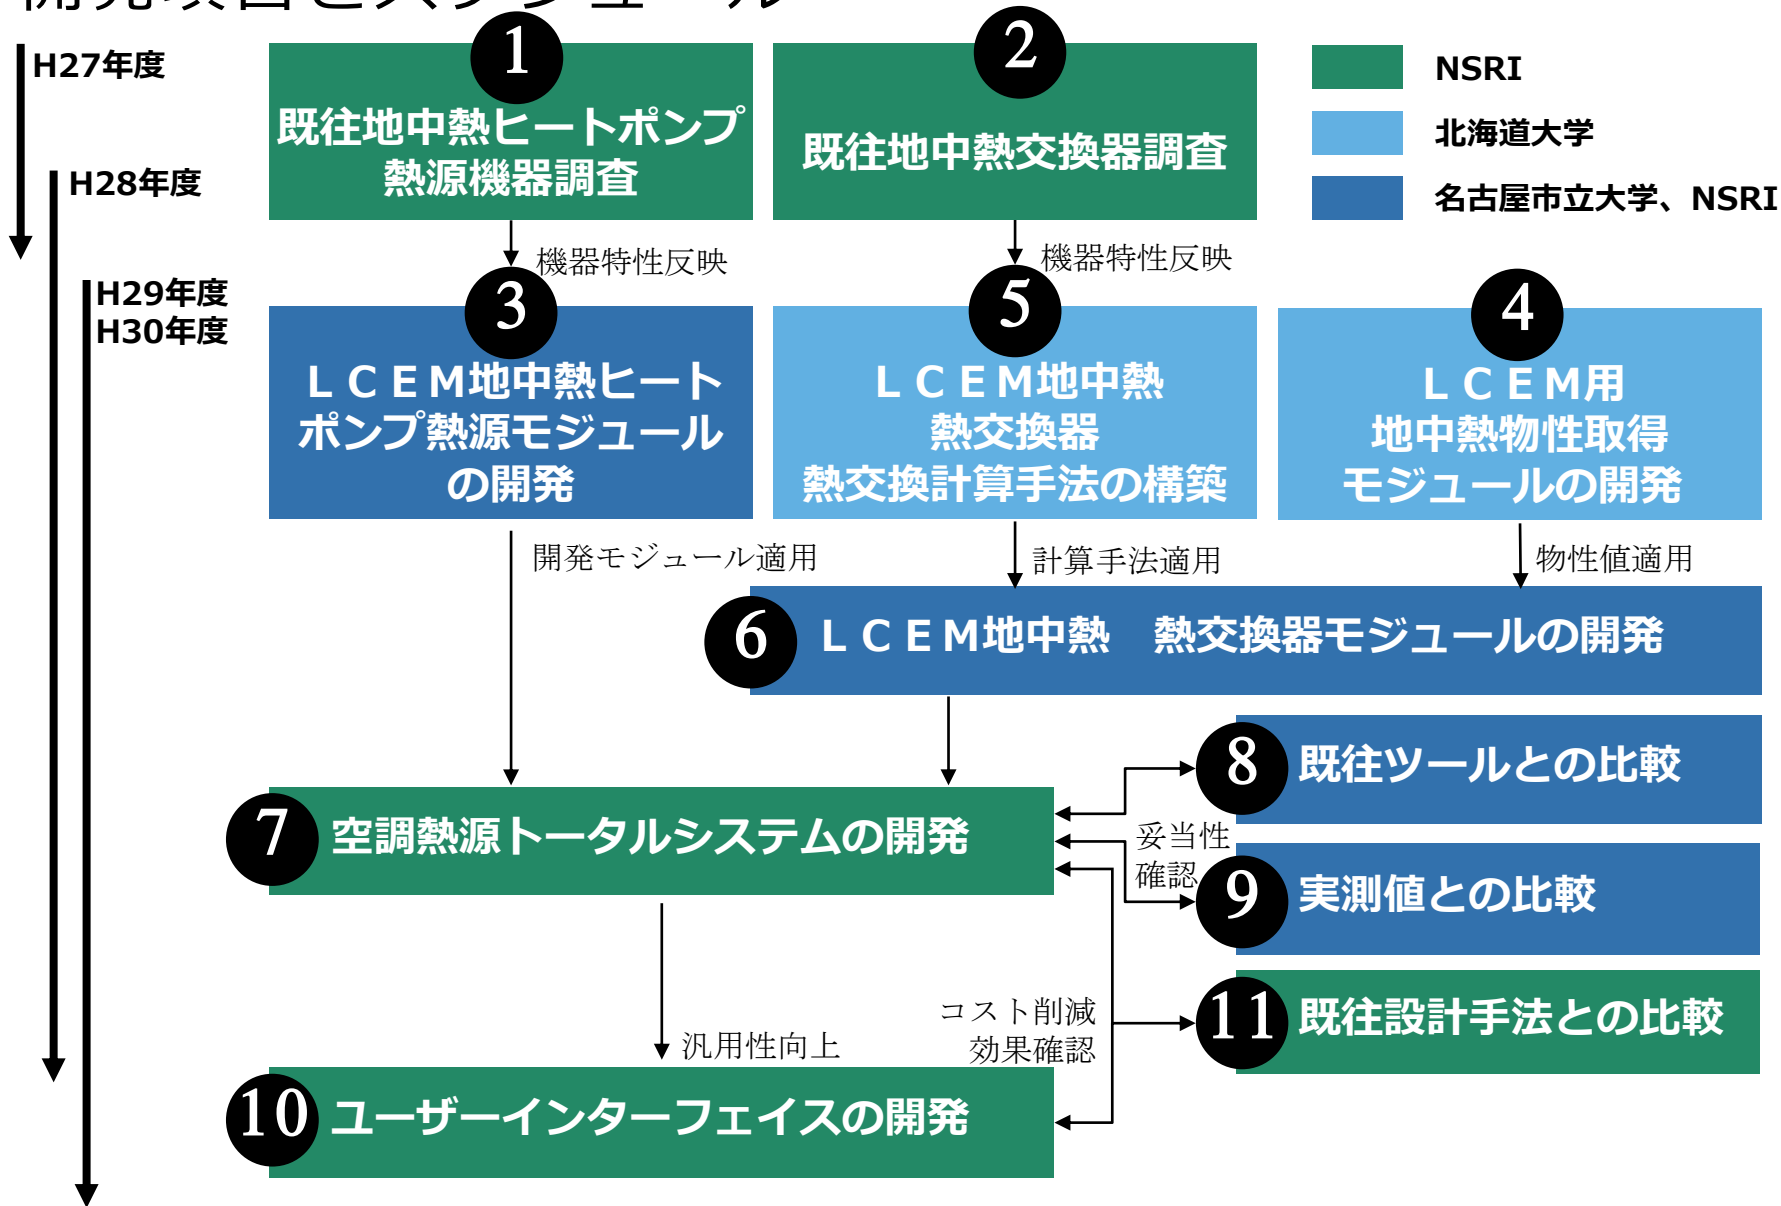 開発項目とスケジュール
H27年度
H28年度
H29年度
H30年度
NSRI
北海道大学
名古屋市立大学、NSRI
1
既往地中熱ヒートポンプ
熱源機器調査
2
既往地中熱交換器調査
機器特性反映
機器特性反映
3
ＬＣＥＭ地中熱ヒート
ポンプ熱源モジュール
の開発
5
ＬＣＥＭ地中熱
熱交換器
熱交換計算手法の構築
4
ＬＣＥＭ用
地中熱物性取得
モジュールの開発
開発モジュール適用
計算手法適用
物性値適用
6
ＬＣＥＭ地中熱　熱交換器モジュールの開発
7
空調熱源トータルシステムの開発
8
既往ツールとの比較
妥当性
確認
9
実測値との比較
コスト削減
効果確認
11
既往設計手法との比較
汎用性向上
10
ユーザーインターフェイスの開発